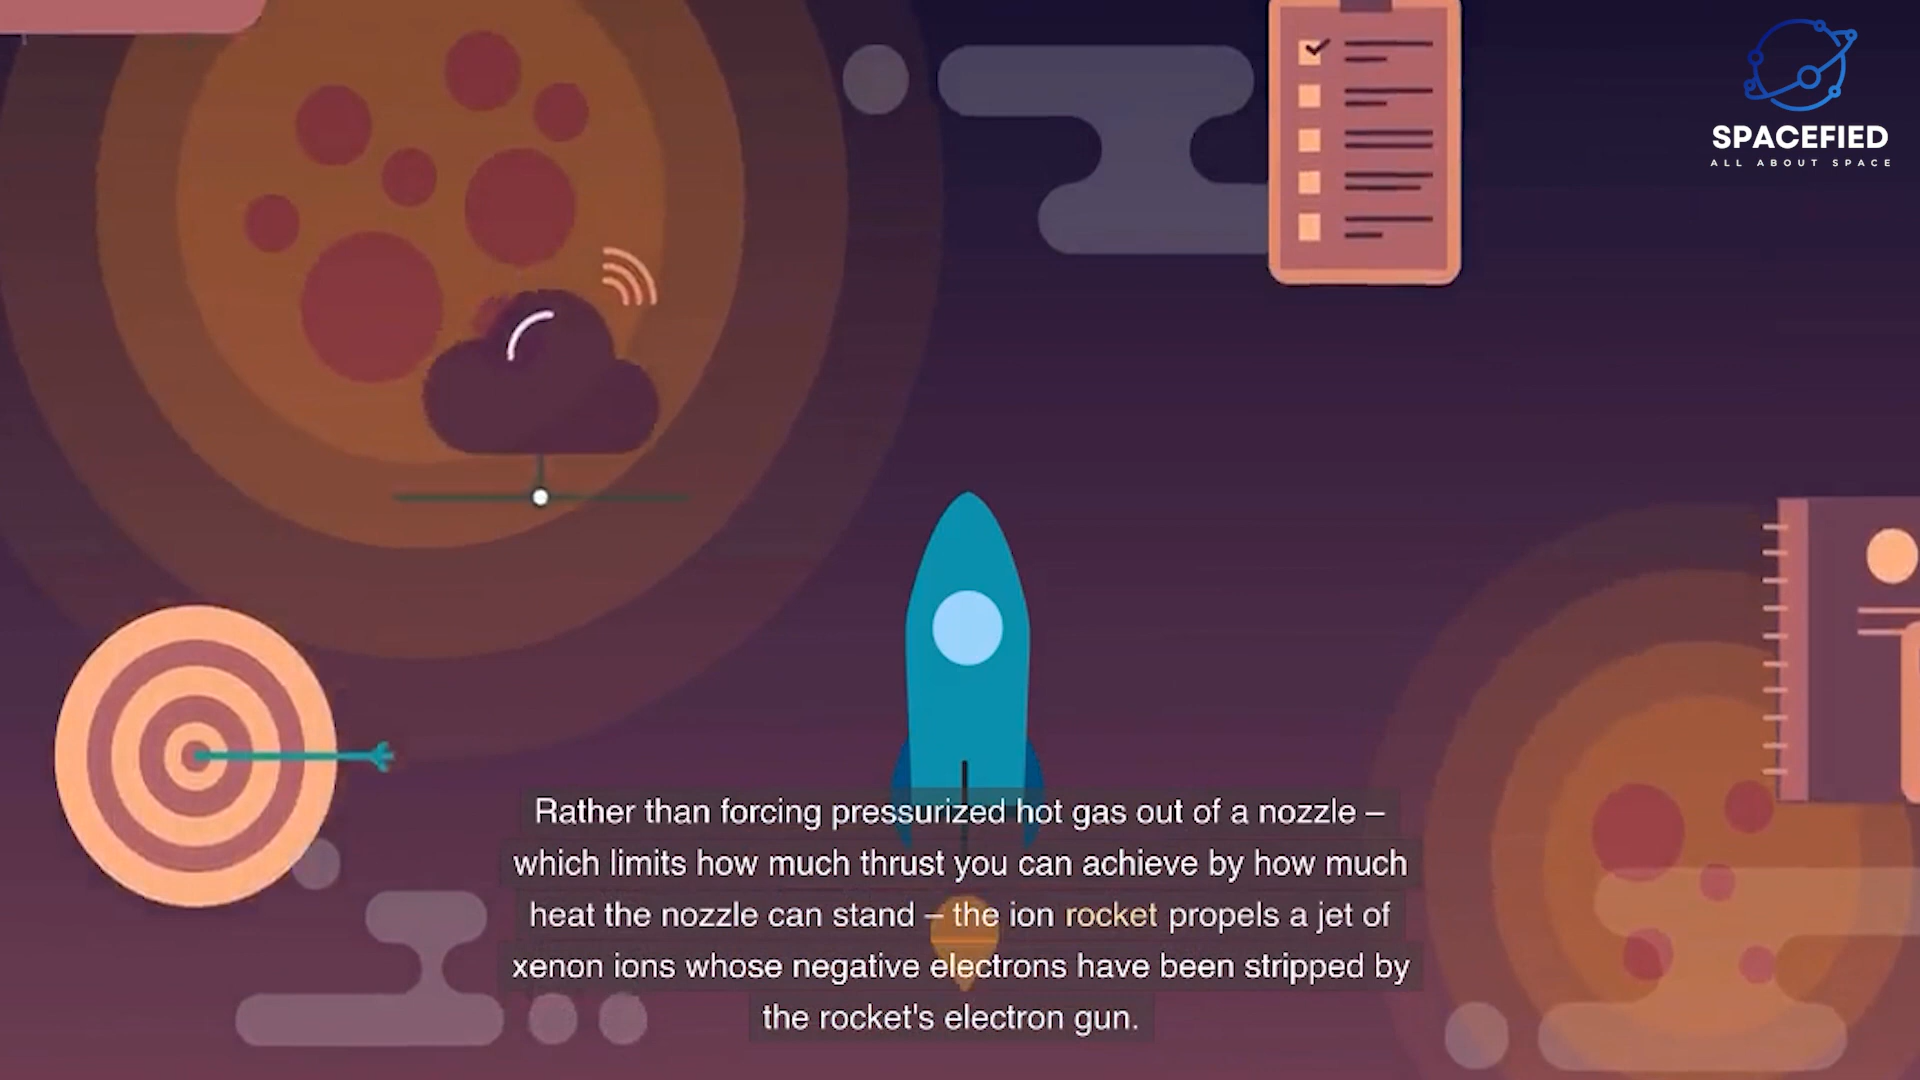 SPACEFIED
ALL ABOUT SPACE
Rather than forcing pressurized hot gas out of a nozzle –
which limits how much thrust you can achieve by how much
heat the nozzle can stand – the ion rocket propels a jet of
xenon ions whose negative electrons have been stripped by
the rocket's electron gun.